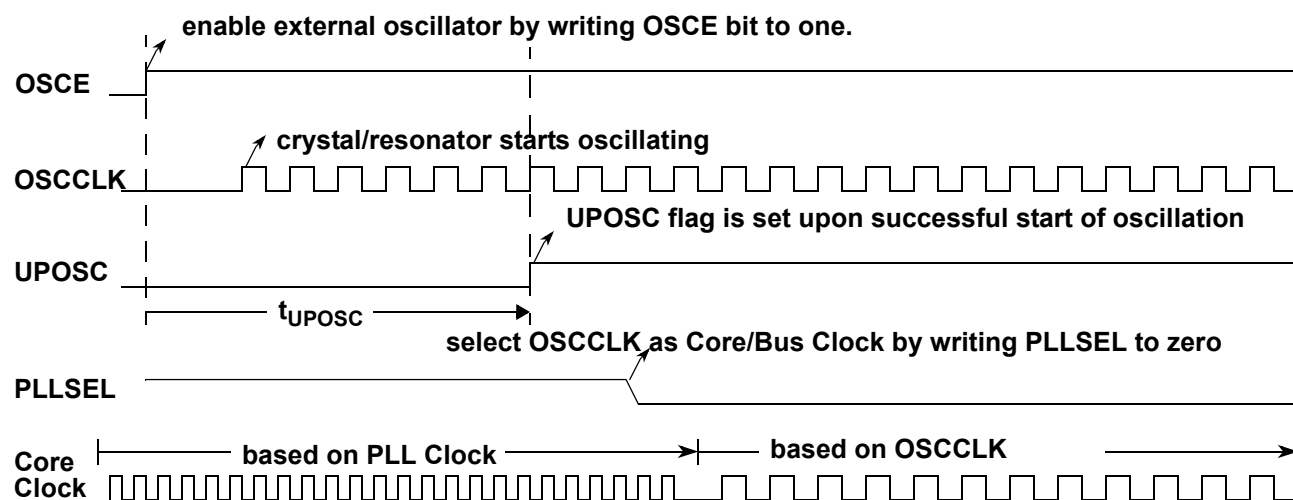 enable external oscillator by writing OSCE bit to one.
OSCE
crystal/resonator starts oscillating
OSCCLK
UPOSC flag is set upon successful start of oscillation
UPOSC
tUPOSC
select OSCCLK as Core/Bus Clock by writing PLLSEL to zero
PLLSEL
based on PLL Clock
based on OSCCLK
Core
Clock